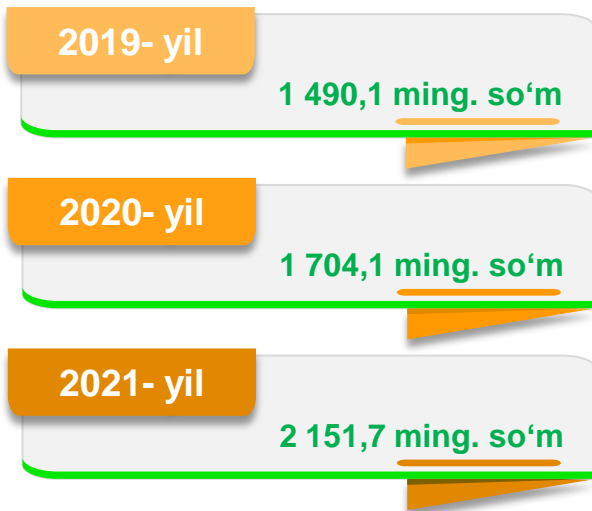 2019- yil
1 490,1 ming. so‘m
2020- yil
1 704,1 ming. so‘m
2021- yil
2 151,7 ming. so‘m